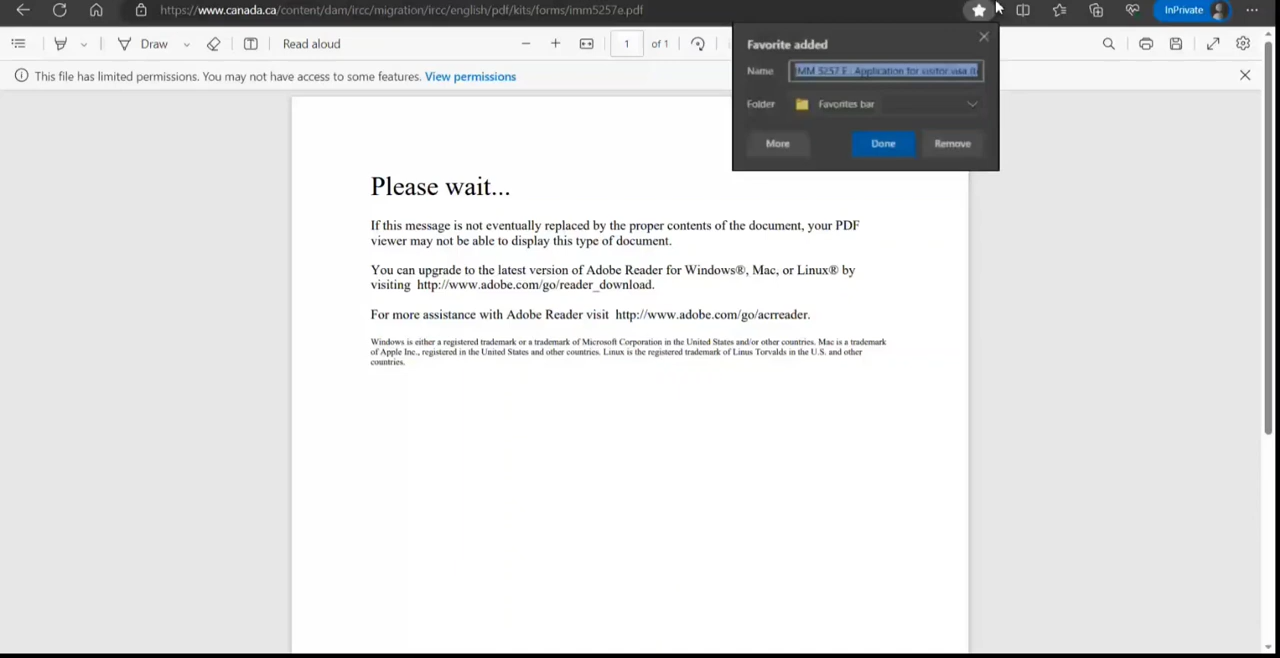 https://www.canada.ca/content/dam/ircc/migration/ircc/english/pdf/kits/forms/imm5257e.pdf
InPrivate
Draw
Read aloud
1
of 1
This file has limited permissions. You may not have access to some features. View permissions
Favorite added
Name
IMM 5257 E : Application for visitor visa (t
Folder
Favorites bar
More
Done
Remove
Please wait...
If this message is not eventually replaced by the proper contents of the document, your PDF
viewer may not be able to display this type of document.
You can upgrade to the latest version of Adobe Reader for Windows®, Mac, or Linux® by
visiting http://www.adobe.com/go/reader_download.
For more assistance with Adobe Reader visit http://www.adobe.com/go/acrreader.
Windows is either a registered trademark or a trademark of Microsoft Corporation in the United States and/or other countries. Mac is a trademark
of Apple Inc., registered in the United States and other countries. Linux is the registered trademark of Linus Torvalds in the U.S. and other
countries.